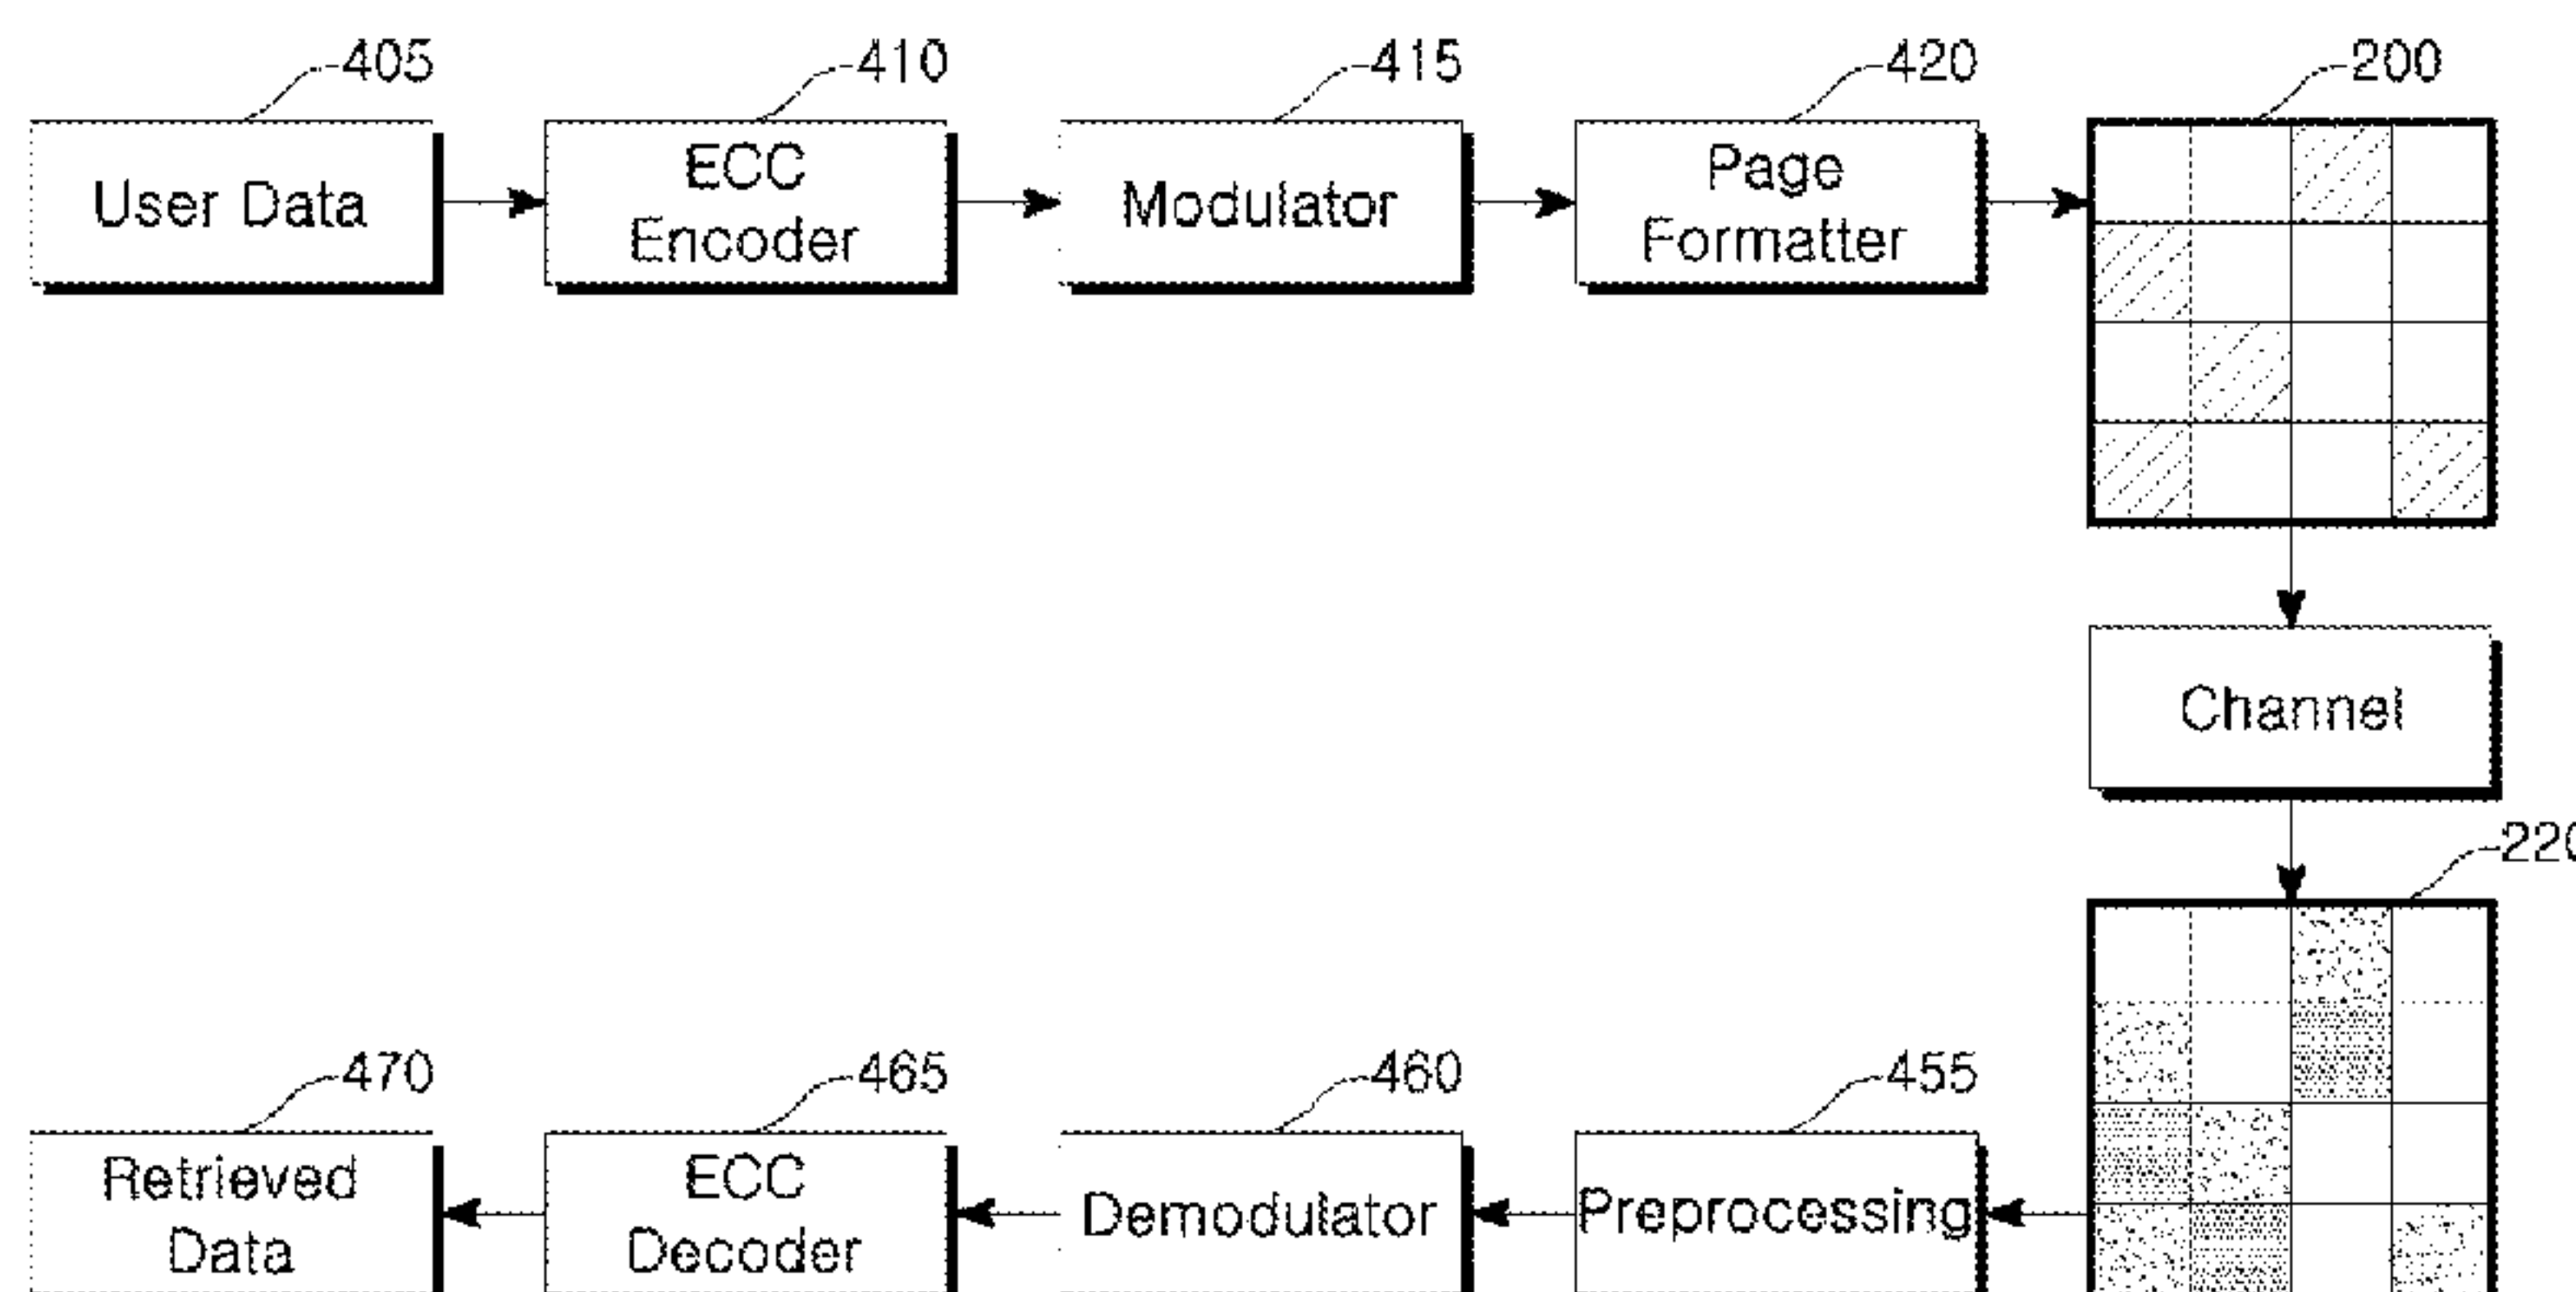 405
410
415
420
200
User Data
ECC
Encoder
Modulator
Page
Formatter
Channel
220
470
465
460
455
Retrieved
Data
ECC
Decoder
Demodulator
Preprocessing